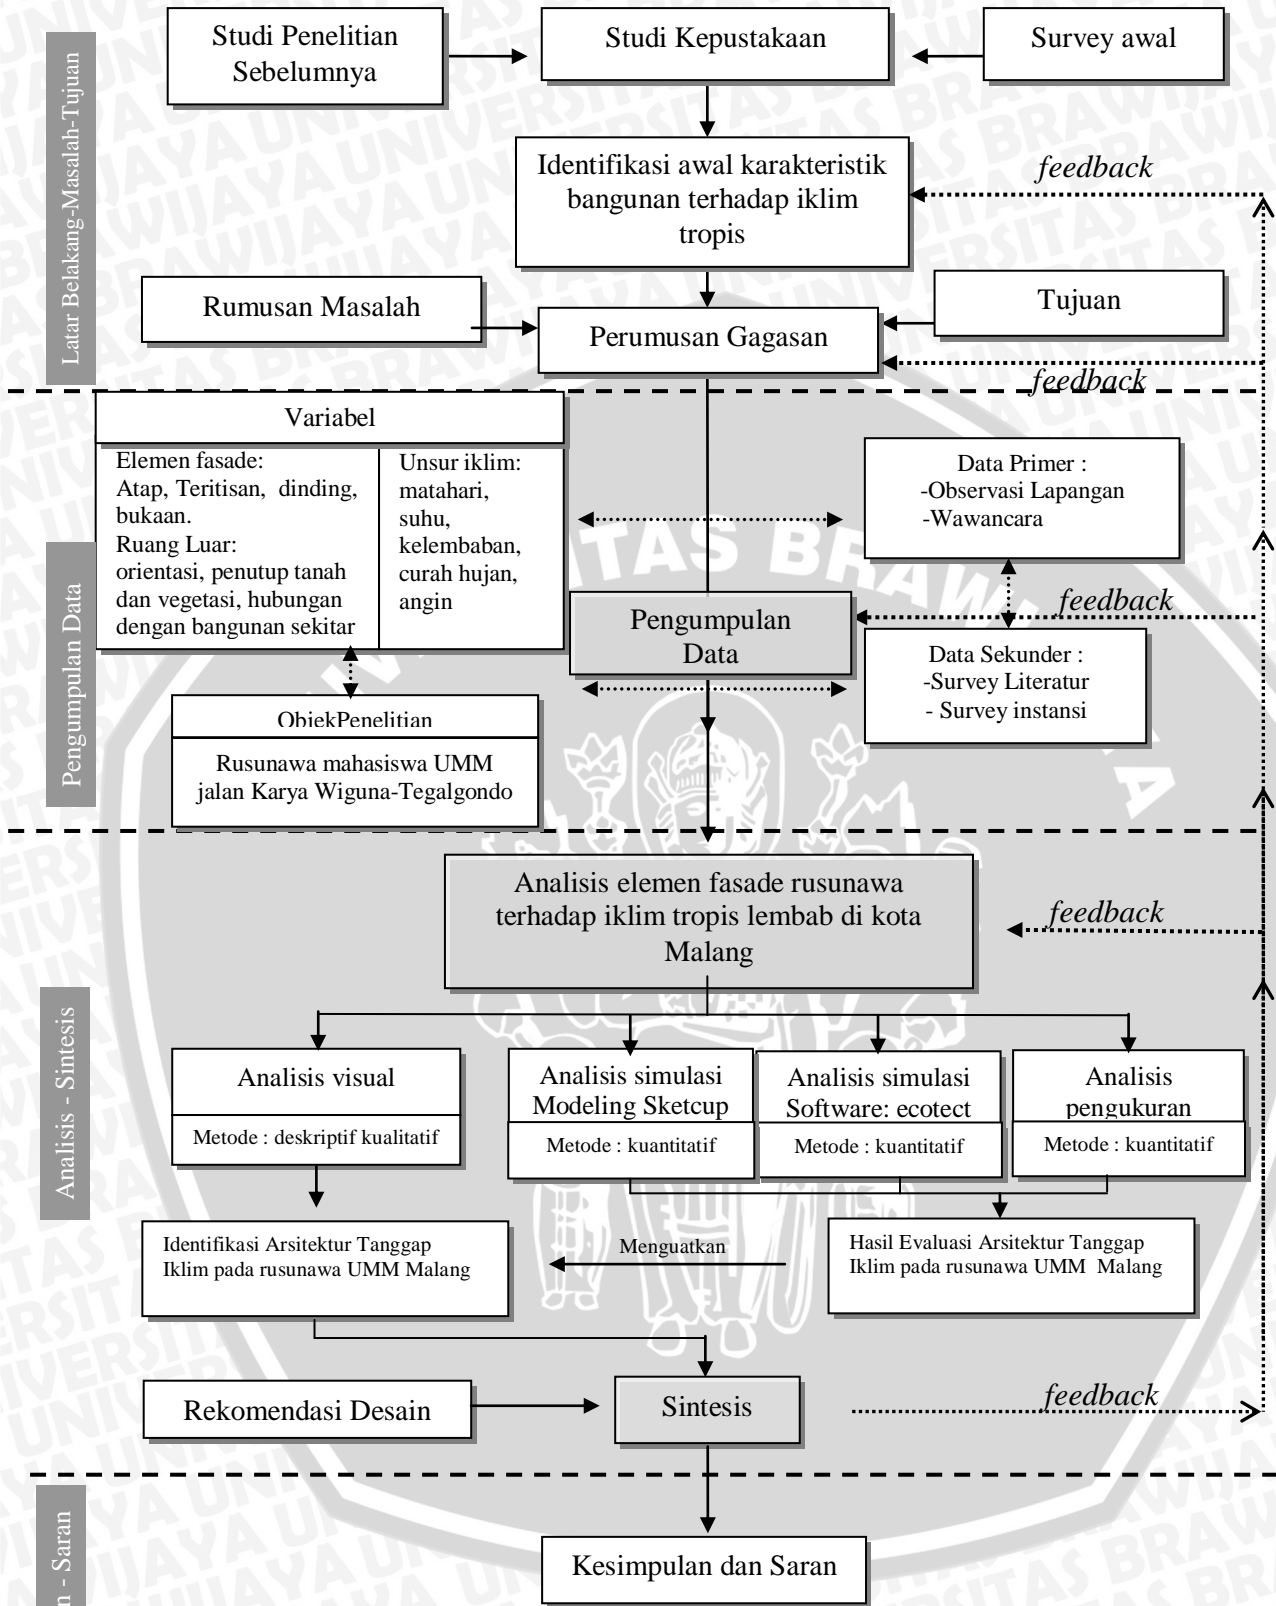 Studi Penelitian
Sebelumnya
Studi Kepustakaan
Survey awal
Latar Belakang-Masalah-Tujuan
Identifikasi awal karakteristik
bangunan terhadap iklim
tropis
feedback
Rumusan Masalah
Tujuan
Perumusan Gagasan
feedback
Variabel
Elemen fasade:
Atap, Teritisan, dinding,
bukaan.
Ruang Luar:
orientasi, penutup tanah
dan vegetasi, hubungan
dengan bangunan sekitar
Unsur iklim:
matahari,
suhu,
kelembaban,
curah hujan,
angin
Data Primer :
-Observasi Lapangan
-Wawancara
Pengumpulan Data
Pengumpulan
Data
feedback
Data Sekunder :
-Survey Literatur
- Survey instansi
ObjekPenelitian
Rusunawa mahasiswa UMM
jalan Karya Wiguna-Tegalgondo
Analisis elemen fasade rusunawa
terhadap iklim tropis lembab di kota
Malang
feedback
Analisis - Sintesis
Analisis visual
Metode : deskriptif kualitatif
Analisis simulasi
Modeling Sketcup
Metode : kuantitatif
Analisis simulasi
Software: ecotect
Metode : kuantitatif
Analisis
pengukuran
Metode : kuantitatif
Identifikasi Arsitektur Tanggap
Iklim pada rusunawa UMM Malang
Menguatkan
Hasil Evaluasi Arsitektur Tanggap
Iklim pada rusunawa UMM Malang
Rekomendasi Desain
Sintesis
feedback
n - Saran
Kesimpulan dan Saran